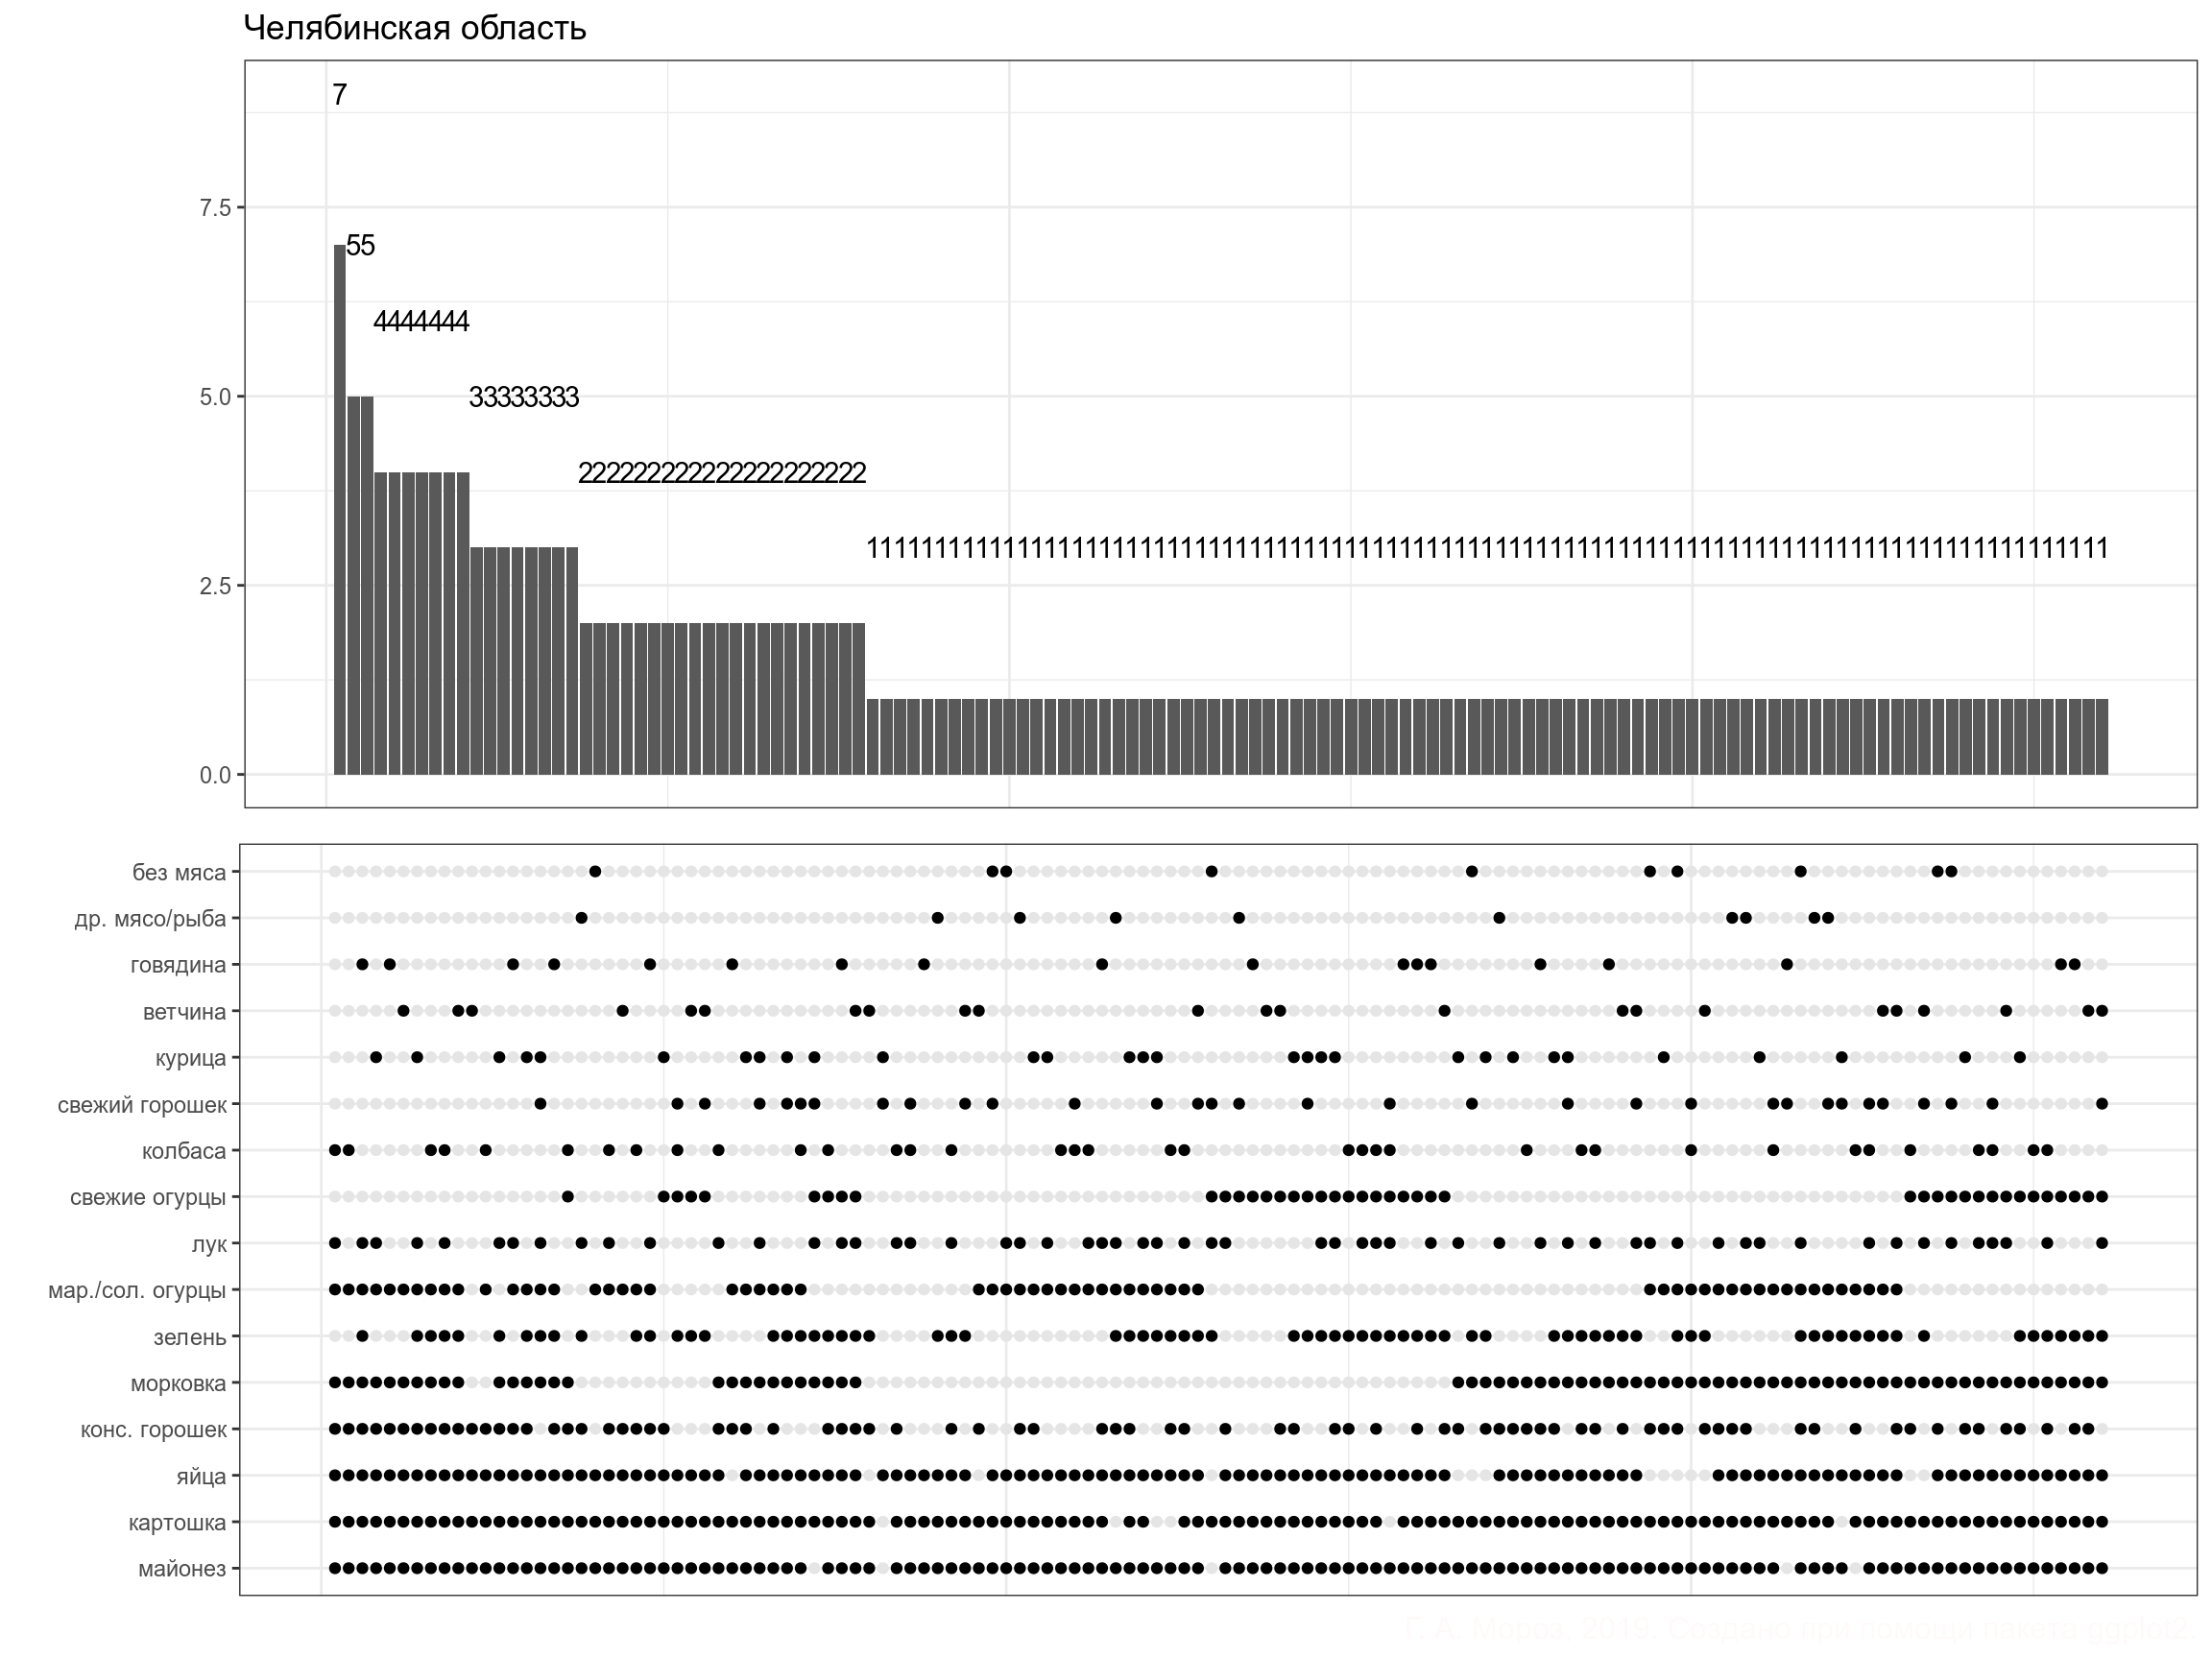 Челябинская область
7
7.5
55
4444444
5.0
33333333
222222222222222222222
1111111111111111111111111111111111111111111111111111111111111111111111111111111111111111111
2.5
0.0
без мяса
др. мясо/рыба
говядина
ветчина
курица
свежий горошек
колбаса
свежие огурцы
лук
мар./сол. огурцы
зелень
морковка
конс. горошек
яйца
картошка
майонез
Г. А. Мороз, 2019. Создано при помощи пакета ggplot2.